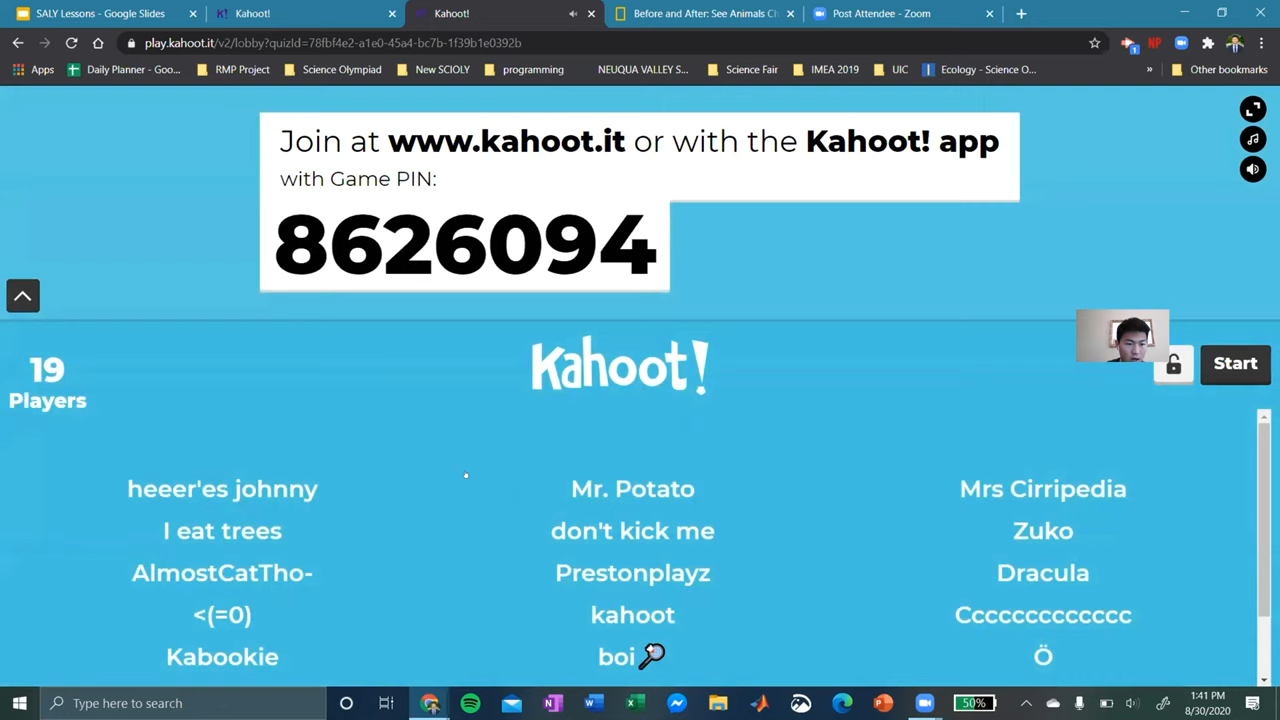 SALY Lessons - Google Slides
Kahoot!
Kahoot!
Before and After: See Animals Ch
Post Attendee - Zoom
play.kahoot.it/v2/lobby?quizId=78fbf4e2-a1e0-45a4-bc7b-1f39b1e0392b
NP
1
Apps
Daily Planner - Goo...
RMP Project
Science Olympiad
New SCIOLY
programming
NEUQUA VALLEY S...
Science Fair
IMEA 2019
UIC
Ecology - Science O...
»
Other bookmarks
Join at www.kahoot.it or with the Kahoot! app
with Game PIN:
8626094
19
Players
Kahoot!
Start
heeer'es johnny
Mr. Potato
Mrs Cirripedia
I eat trees
don't kick me
Zuko
AlmostCatTho-
Prestonplayz
Dracula
<(=0)
kahoot
Ccccccccccccc
Kabookie
boi🔎
Ö
Type here to search
50%
1:41 PM
8/30/2020